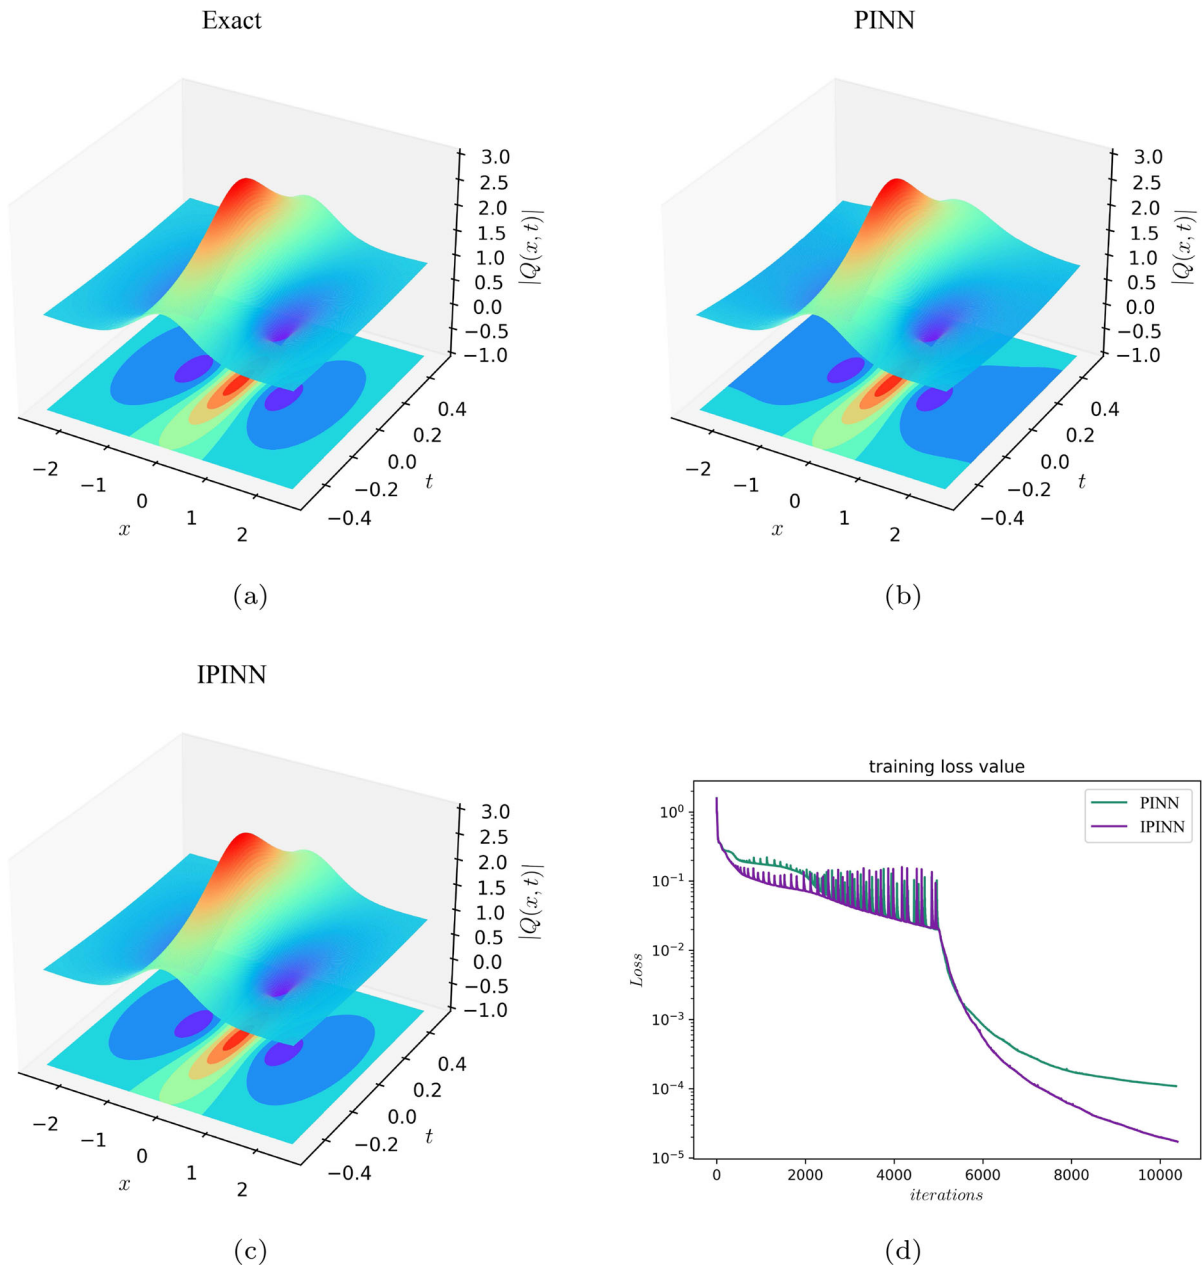 Exact
3.0
2.5
2.0
1.5
1.0
0.5
0.0
−0.5
−1.0
|Q(x, t)|
0.4
0.2
0.0
−0.2
−0.4
t
−2
−1
0
1
2
x
(a)
PINN
3.0
2.5
2.0
1.5
1.0
0.5
0.0
−0.5
−1.0
|Q(x, t)|
0.4
0.2
0.0
−0.2
−0.4
t
−2
−1
0
1
2
x
(b)
IPINN
3.0
2.5
2.0
1.5
1.0
0.5
0.0
−0.5
−1.0
|Q(x, t)|
0.4
0.2
0.0
−0.2
−0.4
t
−2
−1
0
1
2
x
(c)
training loss value
PINN
IPINN
10⁰
10⁻¹
10⁻²
10⁻³
10⁻⁴
10⁻⁵
Loss
0 2000 4000 6000 8000 10000
iterations
(d)